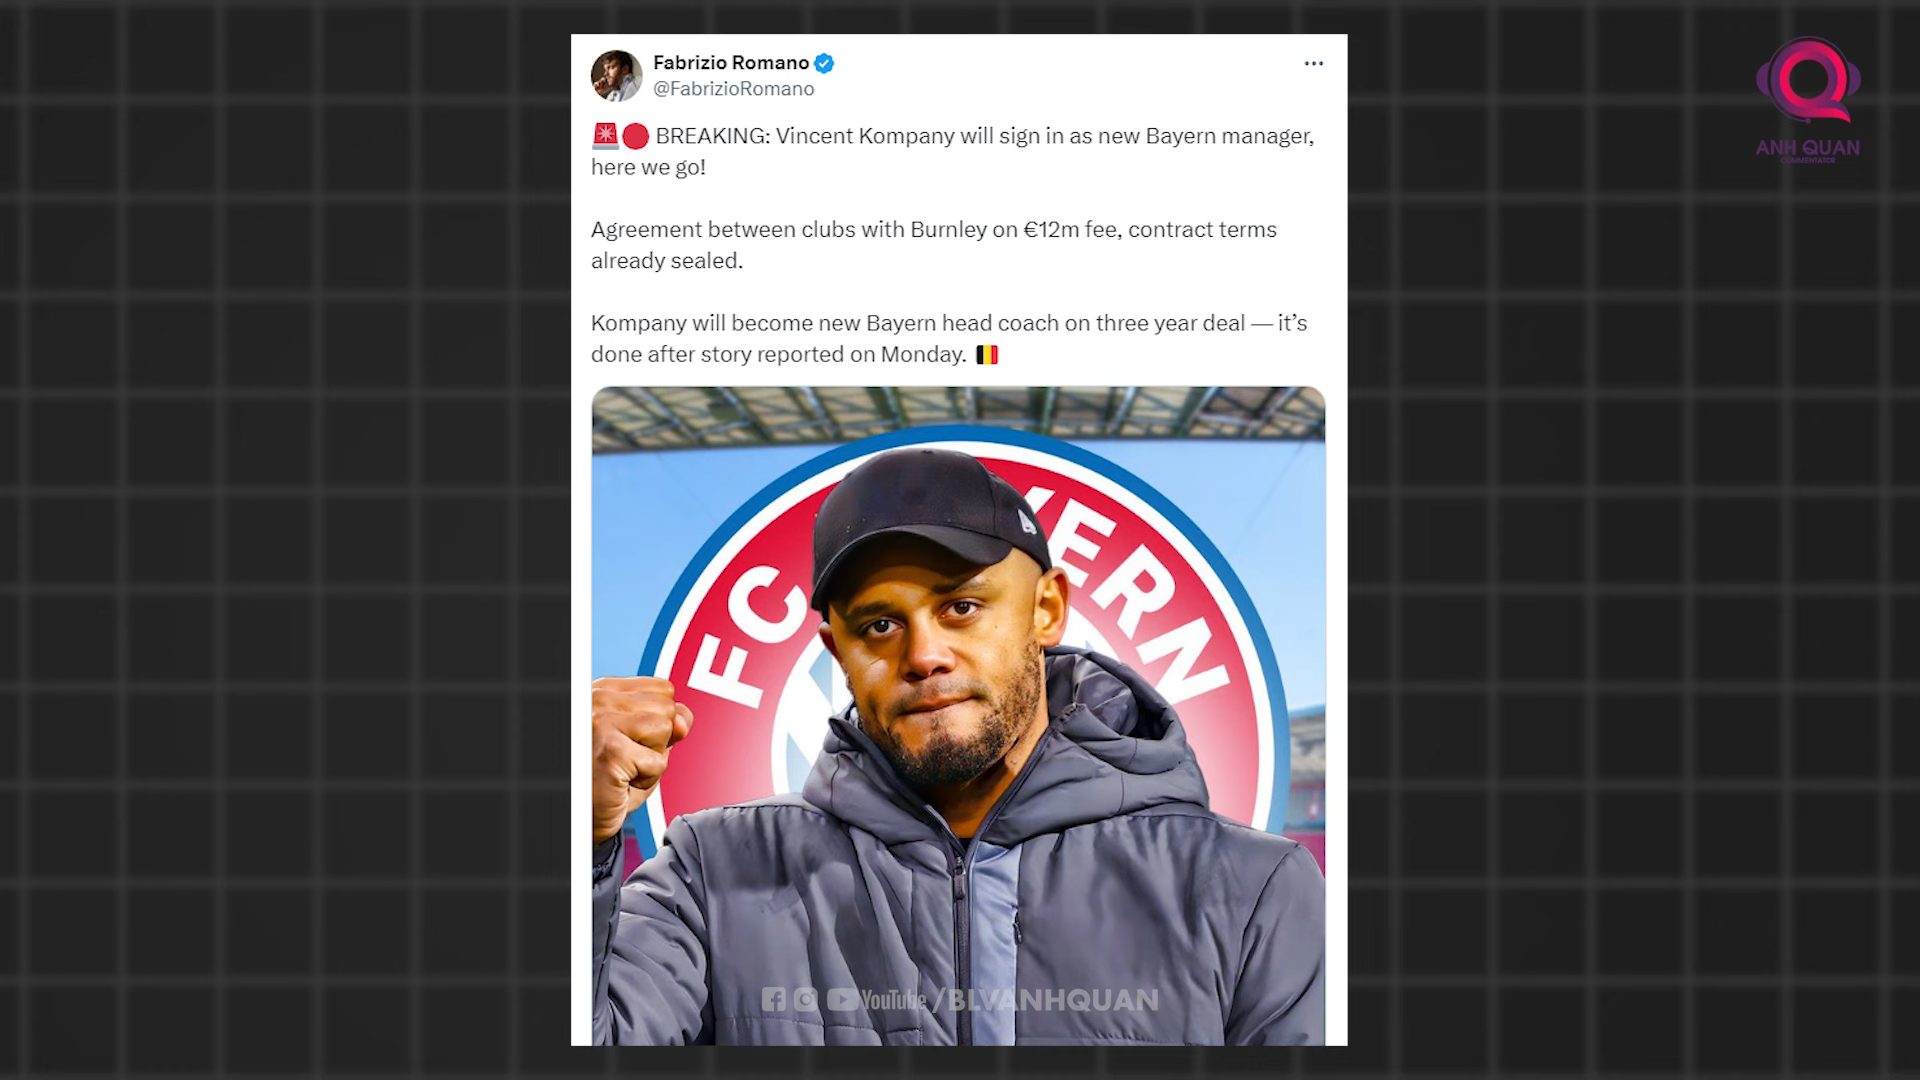 Fabrizio Romano
@FabrizioRomano
BREAKING: Vincent Kompany will sign in as new Bayern manager,
here we go!
Agreement between clubs with Burnley on €12m fee, contract terms
already sealed.
Kompany will become new Bayern head coach on three year deal — it’s
done after story reported on Monday.
FC YERN
YouTube /BLVANHQUAN
ANH QUAN
COMMENTATOR